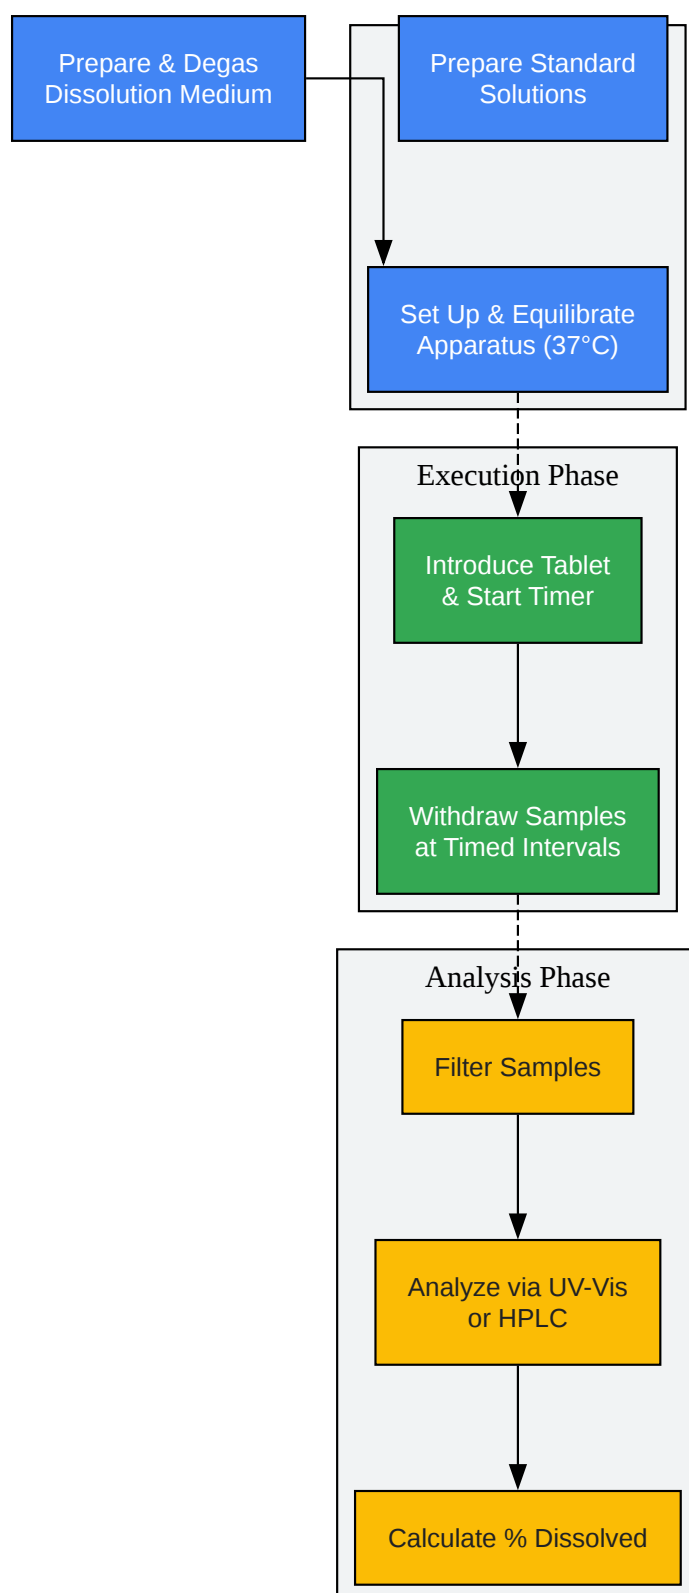 Prepare & Degas
Dissolution Medium
Prepare Standard
Solutions
Set Up & Equilibrate
Apparatus (37°C)
Execution Phase
Introduce Tablet
& Start Timer
Withdraw Samples
at Timed Intervals
Analysis Phase
Filter Samples
Analyze via UV-Vis
or HPLC
Calculate % Dissolved